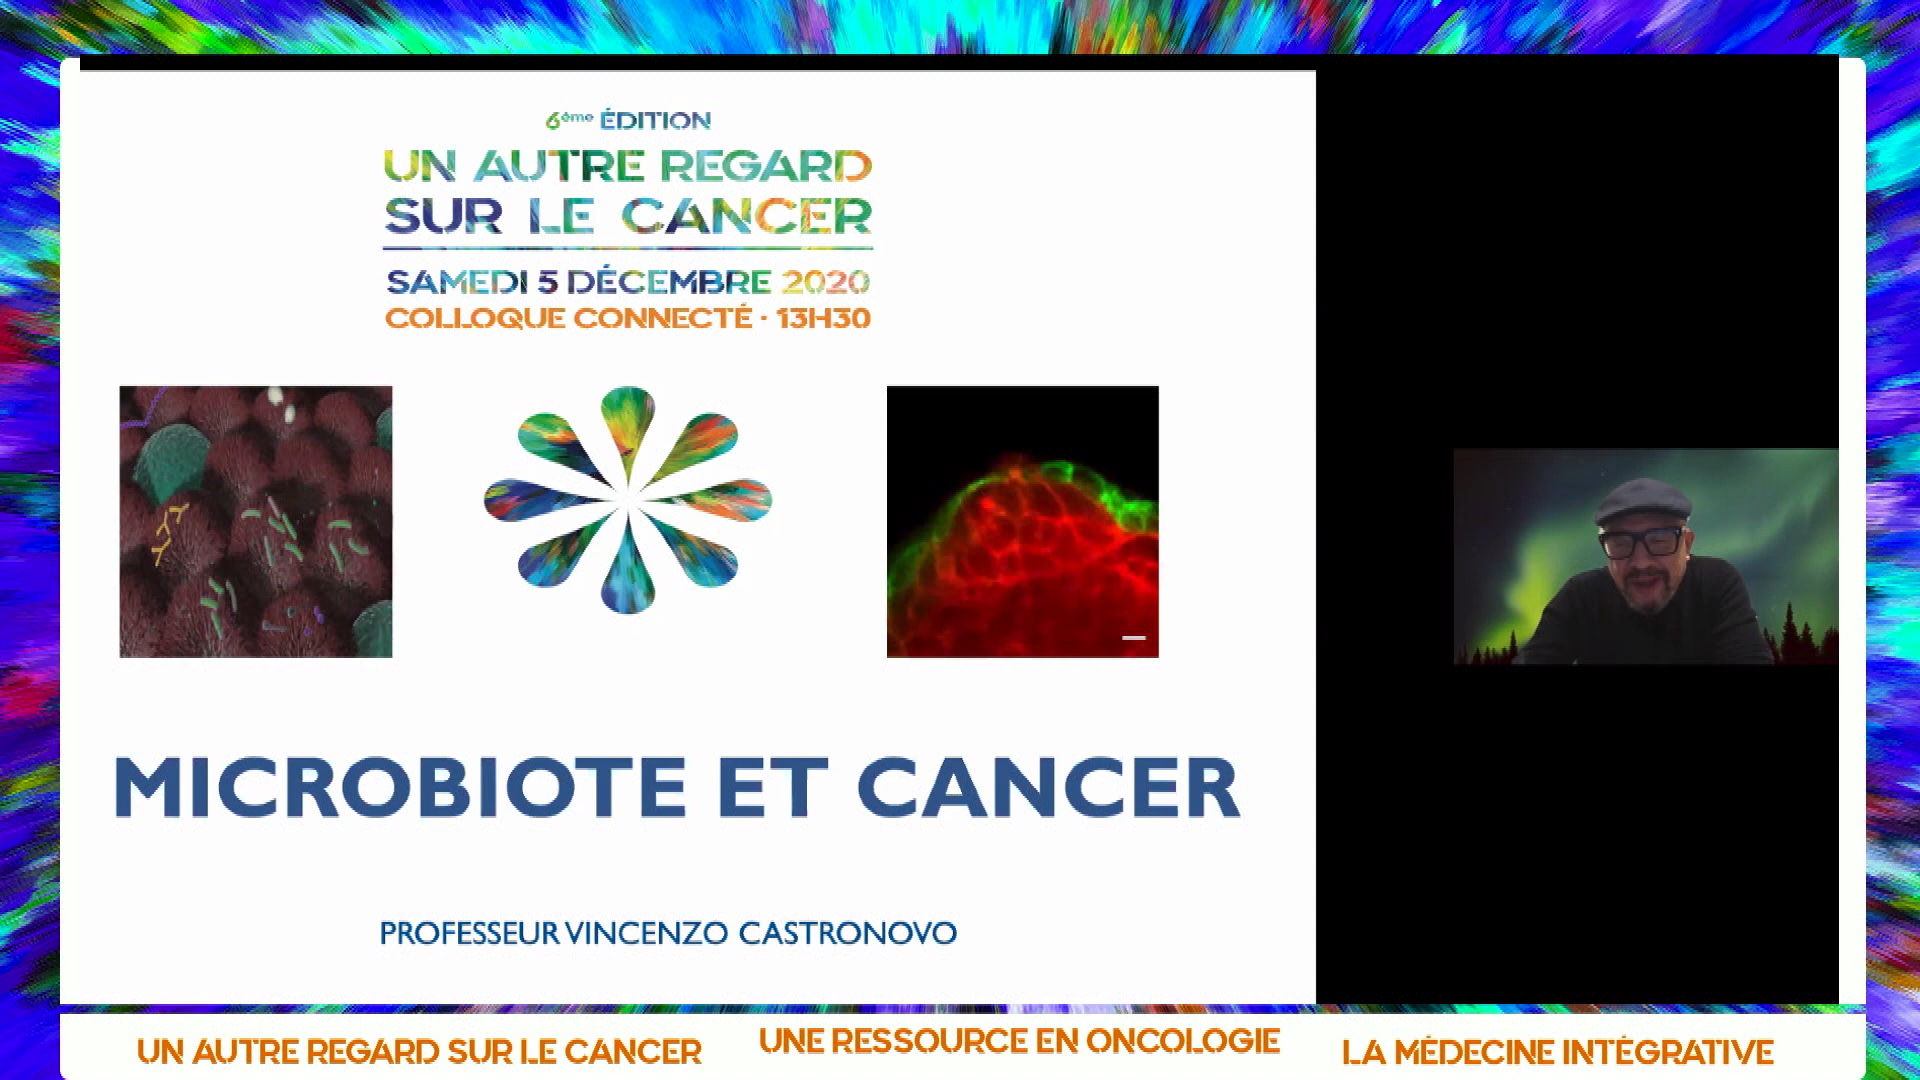 6ème ÉDITION
UN AUTRE REGARD
SUR LE CANCER
SAMEDI 5 DÉCEMBRE 2020
COLLOQUE CONNECTÉ · 13H30
MICROBIOTE ET CANCER
PROFESSEUR VINCENZO CASTRONOVO
UN AUTRE REGARD SUR LE CANCER
UNE RESSOURCE EN ONCOLOGIE
LA MÉDECINE INTÉGRATIVE